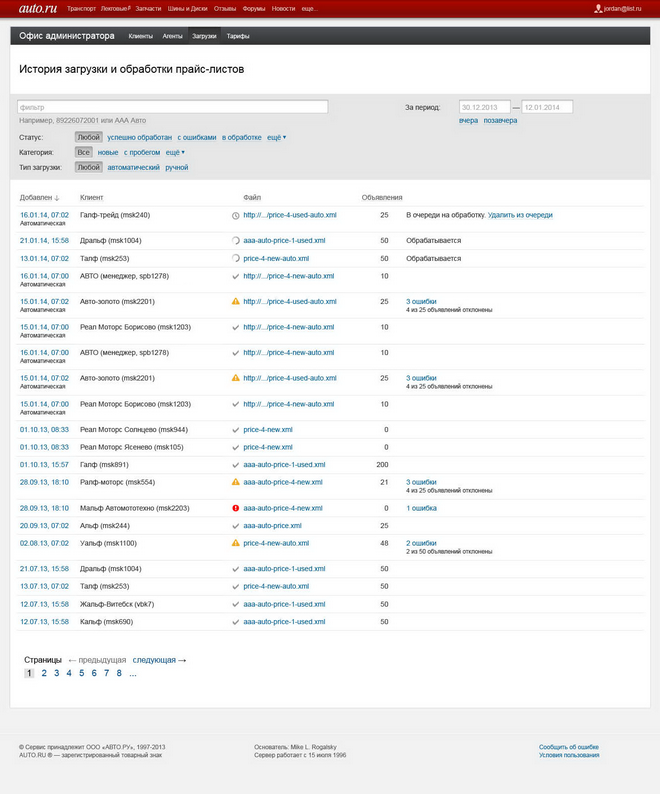 auto.ru Транспорт Легковые Запчасти Шины и Диски Отзывы Форумы Новости еще... jordan@list.ru
Офис администратора Клиенты Агенты Загрузки Тарифы
История загрузки и обработки прайс-листов
фильтр За период: 30.12.2013 — 12.01.2014
Например, 89226072001 или ААА Авто вчера позавчера
Статус: Любой успешно обработан с ошибками в обработке ещё
Категория: Все новые с пробегом ещё
Тип загрузки: Любой автоматический ручной
Добавлен ↓ Клиент Файл Объявления
16.01.14, 07:02 Галф-трейд (msk240) http://.../price-4-used-auto.xml 25 В очереди на обработку. Удалить из очереди
Автоматическая
21.01.14, 15:58 Дральф (msk1004) aaa-auto-price-1-used.xml 50 Обрабатывается
13.01.14, 07:02 Талф (msk253) price-4-new-auto.xml 50 Обрабатывается
16.01.14, 07:00 АВТО (менеджер, spb1278) http://.../price-4-new-auto.xml 10
Автоматическая
15.01.14, 07:02 Авто-золото (msk2201) http://.../price-4-used-auto.xml 25 3 ошибки
Автоматическая 4 из 25 объявлений отклонены
15.01.14, 07:00 Реал Моторс Борисово (msk1203) http://.../price-4-new-auto.xml 10
Автоматическая
16.01.14, 07:00 АВТО (менеджер, spb1278) http://.../price-4-new-auto.xml 10
Автоматическая
15.01.14, 07:02 Авто-золото (msk2201) http://.../price-4-used-auto.xml 25 3 ошибки
Автоматическая 4 из 25 объявлений отклонены
15.01.14, 07:00 Реал Моторс Борисово (msk1203) http://.../price-4-new-auto.xml 10
Автоматическая
01.10.13, 08:33 Реал Моторс Солнцево (msk944) price-4-new.xml 0
01.10.13, 08:33 Реал Моторс Ясенево (msk105) price-4-new.xml 0
01.10.13, 15:57 Галф (msk891) aaa-auto-price-1-used.xml 200
28.09.13, 18:10 Ралф-моторс (msk554) aaa-auto-price-4-new.xml 21 3 ошибки
4 из 25 объявлений отклонены
28.09.13, 18:10 Мальф Автомототехно (msk2203) aaa-auto-price-4-new.xml 0 1 ошибка
20.09.13, 07:02 Альф (msk244) aaa-auto-price.xml 25
02.08.13, 07:02 Уальф (msk1100) price-4-new-auto.xml 48 2 ошибки
2 из 50 объявлений отклонены
21.07.13, 15:58 Дральф (msk1004) aaa-auto-price-1-used.xml 50
13.07.13, 07:02 Талф (msk253) price-4-new-auto.xml 50
12.07.13, 15:58 Жальф-Витебск (vbk7) aaa-auto-price-1-used.xml 50
12.07.13, 15:58 Кальф (msk690) aaa-auto-price-1-used.xml 50
Страницы ← предыдущая следующая →
1 2 3 4 5 6 7 8 ...
© Сервис принадлежит ООО «АВТО.РУ», 1997-2013 Основатель: Mike L. Rogalsky Сообщить об ошибке
AUTO.RU ® — зарегистрированный товарный знак Сервер работает с 15 июля 1996 Условия пользования